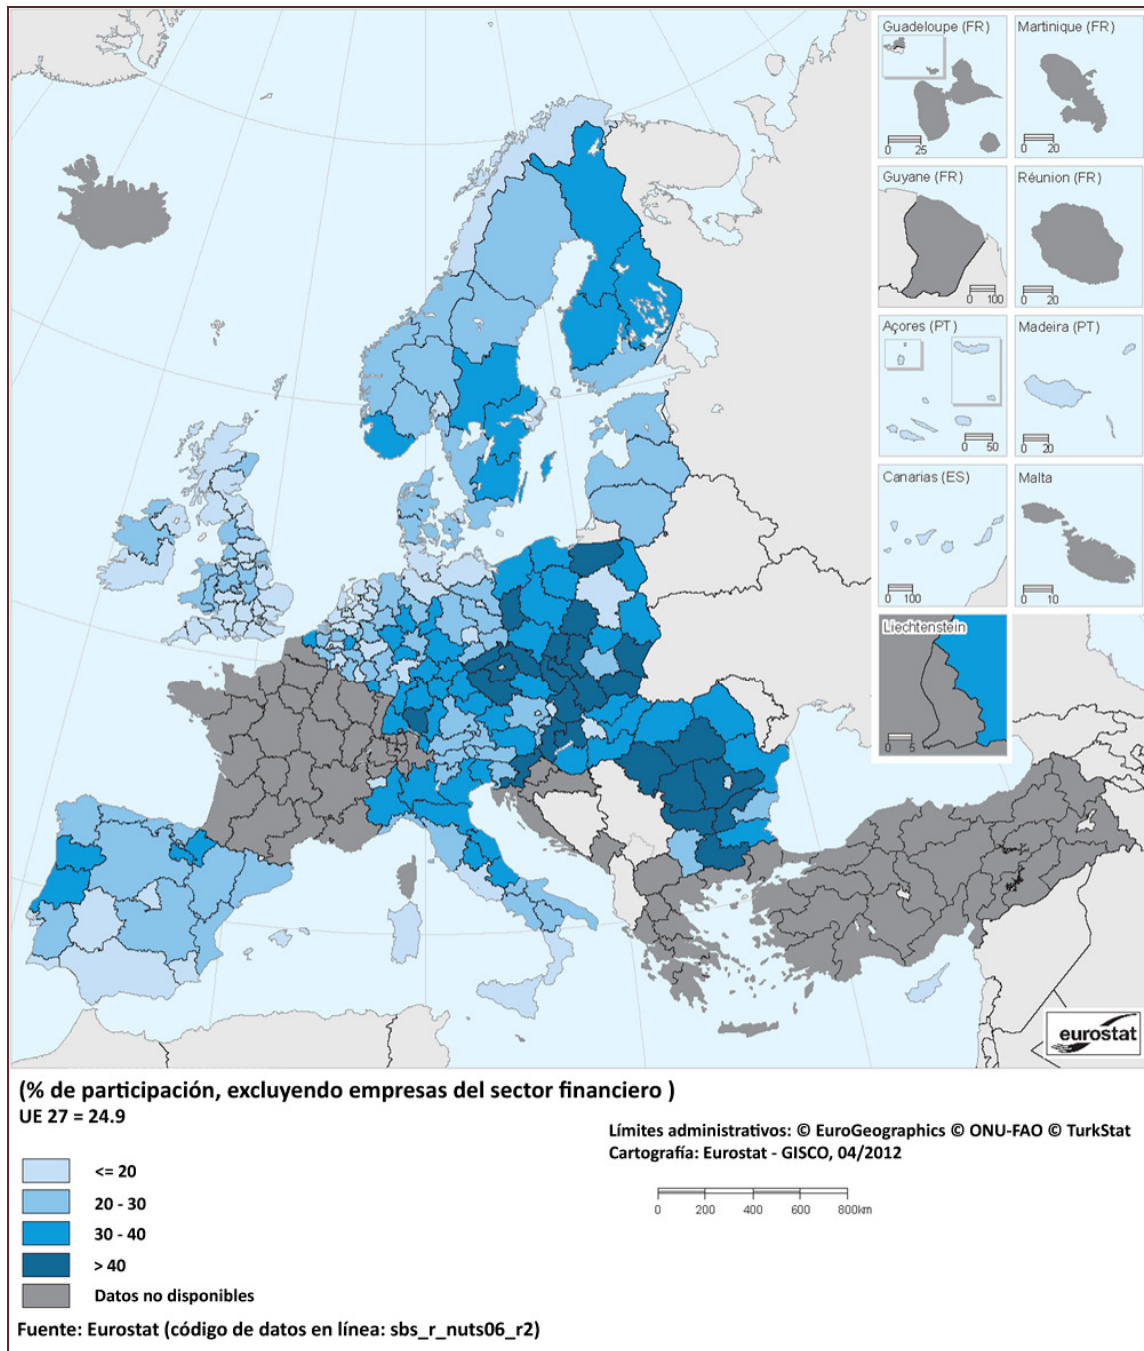 Guadeloupe (FR)
0 25
Martinique (FR)
0 20
Guyane (FR)
0 100
Réunion (FR)
0 20
Açores (PT)
0 50
Madeira (PT)
0 20
Canarias (ES)
0 100
Malta
0 10
Liechtenstein
0 5
eurostat
(% de participación, excluyendo empresas del sector financiero )
UE 27 = 24.9
Límites administrativos: © EuroGeographics © ONU-FAO © TurkStat
Cartografía: Eurostat - GISCO, 04/2012
0 200 400 600 800km
<= 20
20 - 30
30 - 40
> 40
Datos no disponibles
Fuente: Eurostat (código de datos en línea: sbs_r_nuts06_r2)